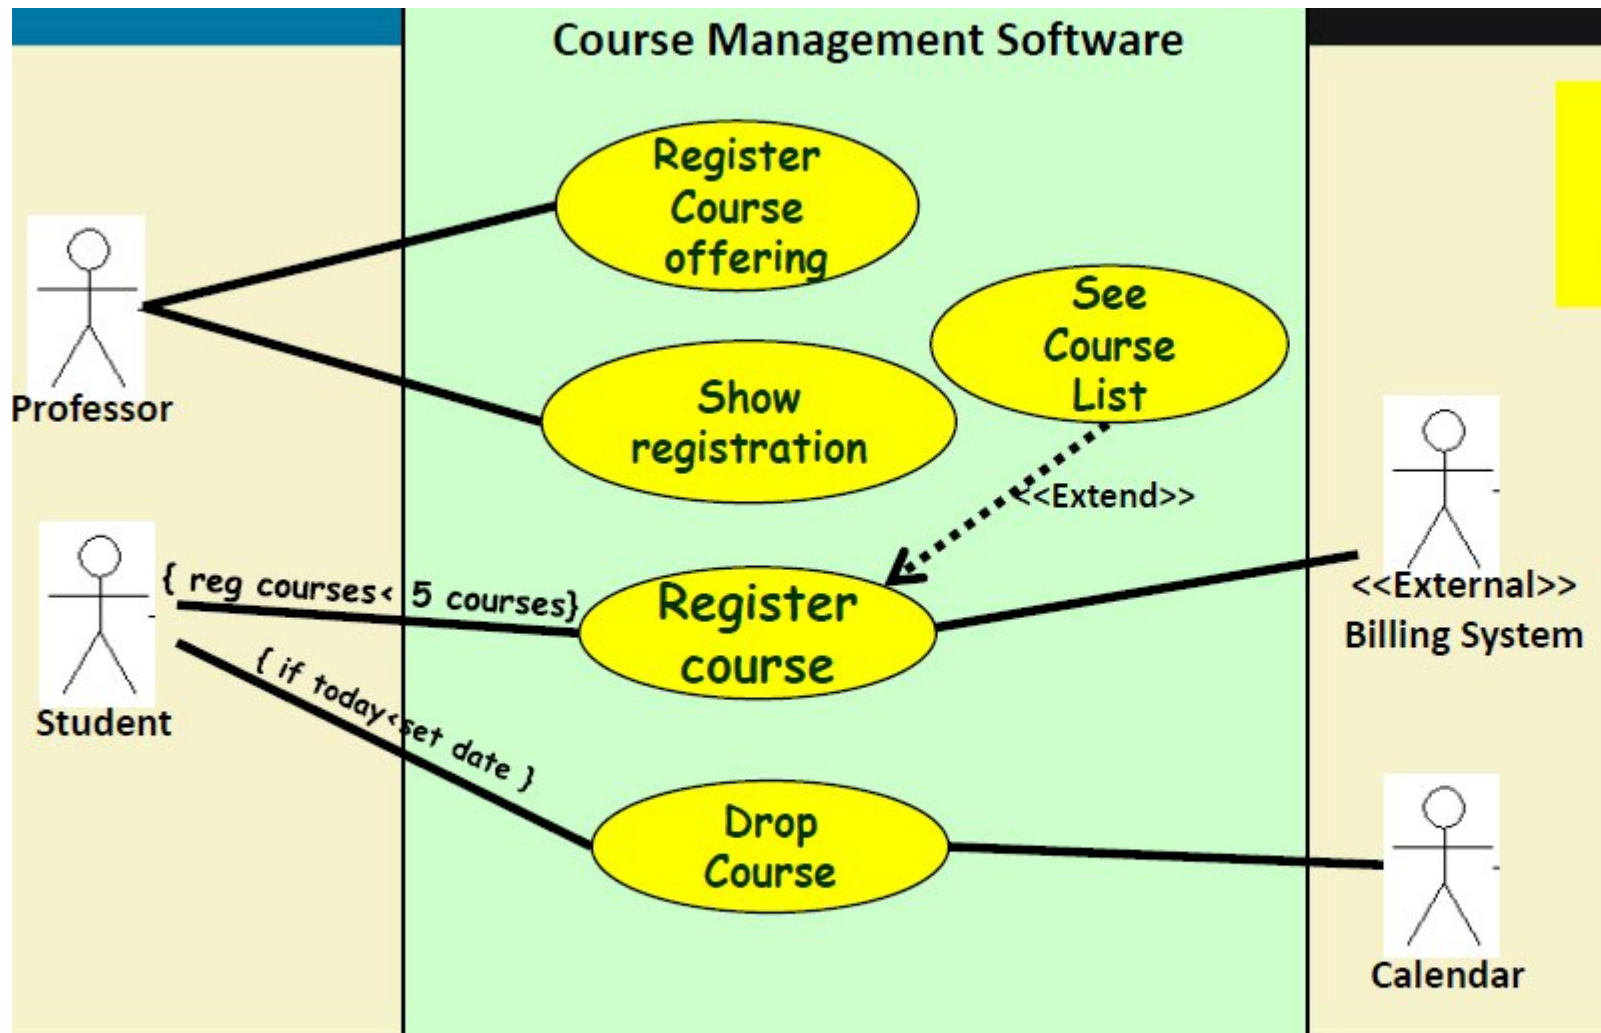 Course Management Software
Register
Course
offering
See
Course
List
Professor
Show
registration
<<Extend>>
{ reg courses< 5 courses}
Register
course
<<External>>
Billing System
Student
{ if today<set date }
Drop
Course
Calendar